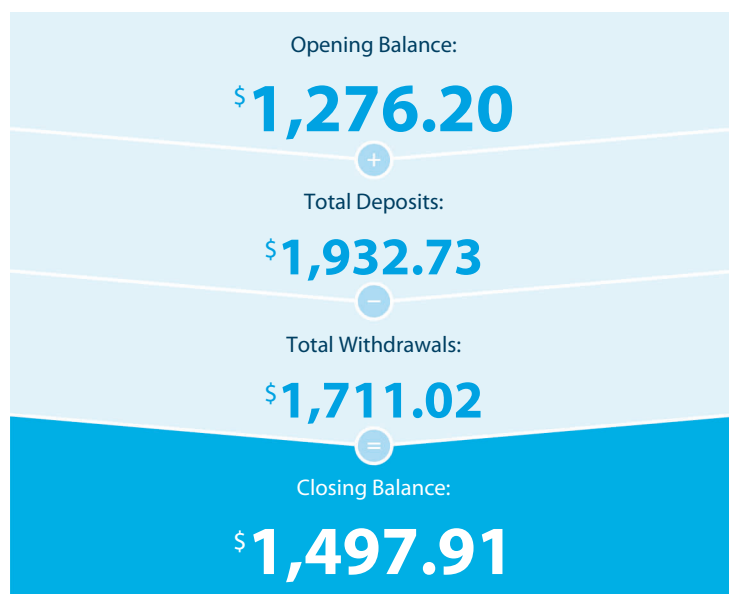 Opening Balance:
$1,276.20
+
Total Deposits:
$1,932.73
−
Total Withdrawals:
$1,711.02
=
Closing Balance:
$1,497.91